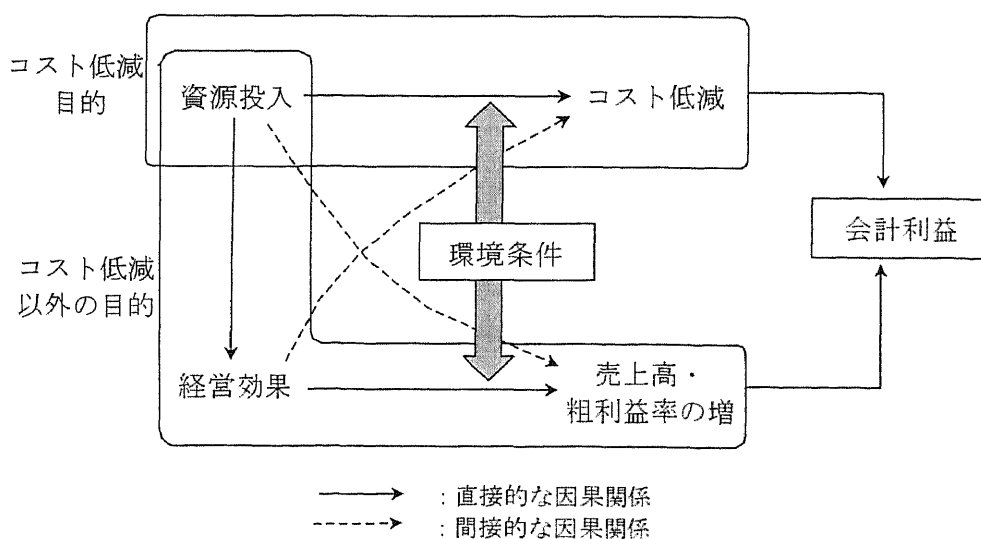 コスト低減
目的
資源投入
コスト低減
会計利益
環境条件
コスト低減
以外の目的
経営効果
売上高・
粗利益率の増
：直接的な因果関係
：間接的な因果関係